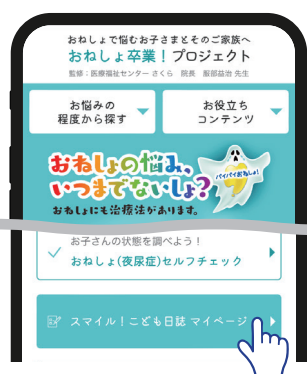 おねしょで悩むお子さまとそのご家族へ
おねしょ卒業！プロジェクト
監修：医療福祉センターさくら 院長 服部益治 先生
お悩みの
程度から探す
お役立ち
コンテンツ
おねしょの悩み、
いつまでないしょ?
バイバイおねしょ!
おねしょにも治療法があります。
お子さんの状態を調べよう！
おねしょ(夜尿症)セルフチェック
スマイル！こども日誌 マイページ